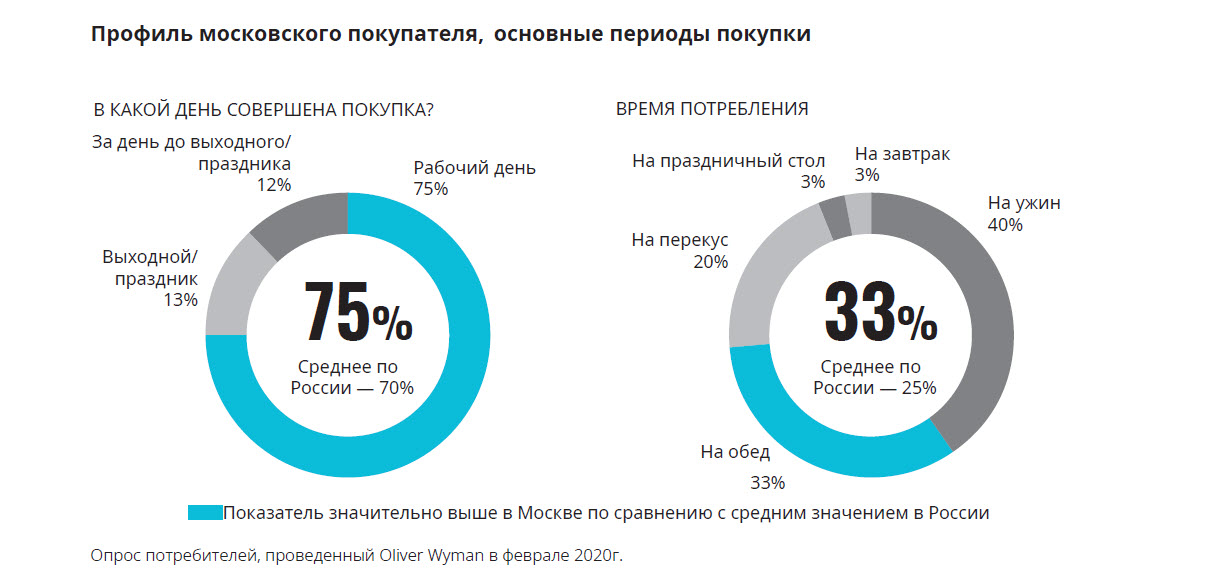 Профиль московского покупателя, основные периоды покупки
В КАКОЙ ДЕНЬ СОВЕРШЕНА ПОКУПКА?
За день до выходного/
праздника
12%
Рабочий день
75%
Выходной/
праздник
13%
75%
Среднее по
России — 70%
ВРЕМЯ ПОТРЕБЛЕНИЯ
На праздничный стол
3%
На завтрак
3%
На ужин
40%
На перекус
20%
33%
Среднее по
России — 25%
На обед
33%
Показатель значительно выше в Москве по сравнению с средним значением в России
Опрос потребителей, проведенный Oliver Wyman в феврале 2020г.